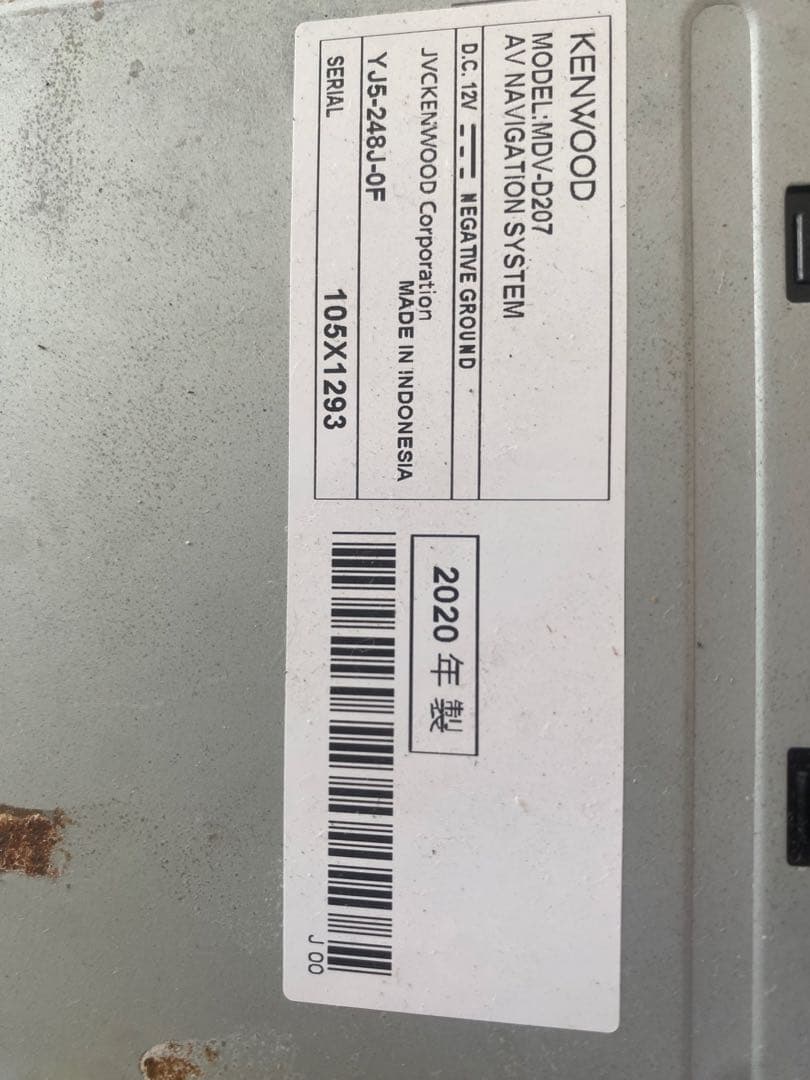 KENWOOD
MODEL:MDV-D207
AV NAVIGATION SYSTEM
D.C. 12V NEGATIVE GROUND
JVCKENWOOD Corporation
MADE IN INDONESIA
YJ5-248J-0F
SERIAL 105X1293
2020 年 製
J 00